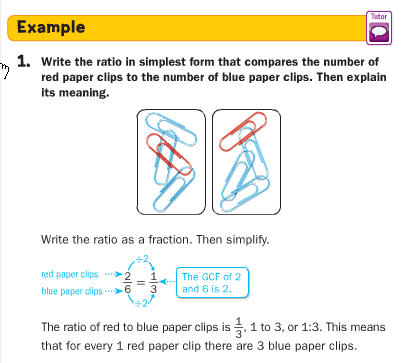 Tutor
Example
1. Write the ratio in simplest form that compares the number of
red paper clips to the number of blue paper clips. Then explain
its meaning.
Write the ratio as a fraction. Then simplify.
÷2
red paper clips 2/6 = 1/3 The GCF of 2
blue paper clips and 6 is 2.
÷2
The ratio of red to blue paper clips is 1/3, 1 to 3, or 1:3. This means
that for every 1 red paper clip there are 3 blue paper clips.